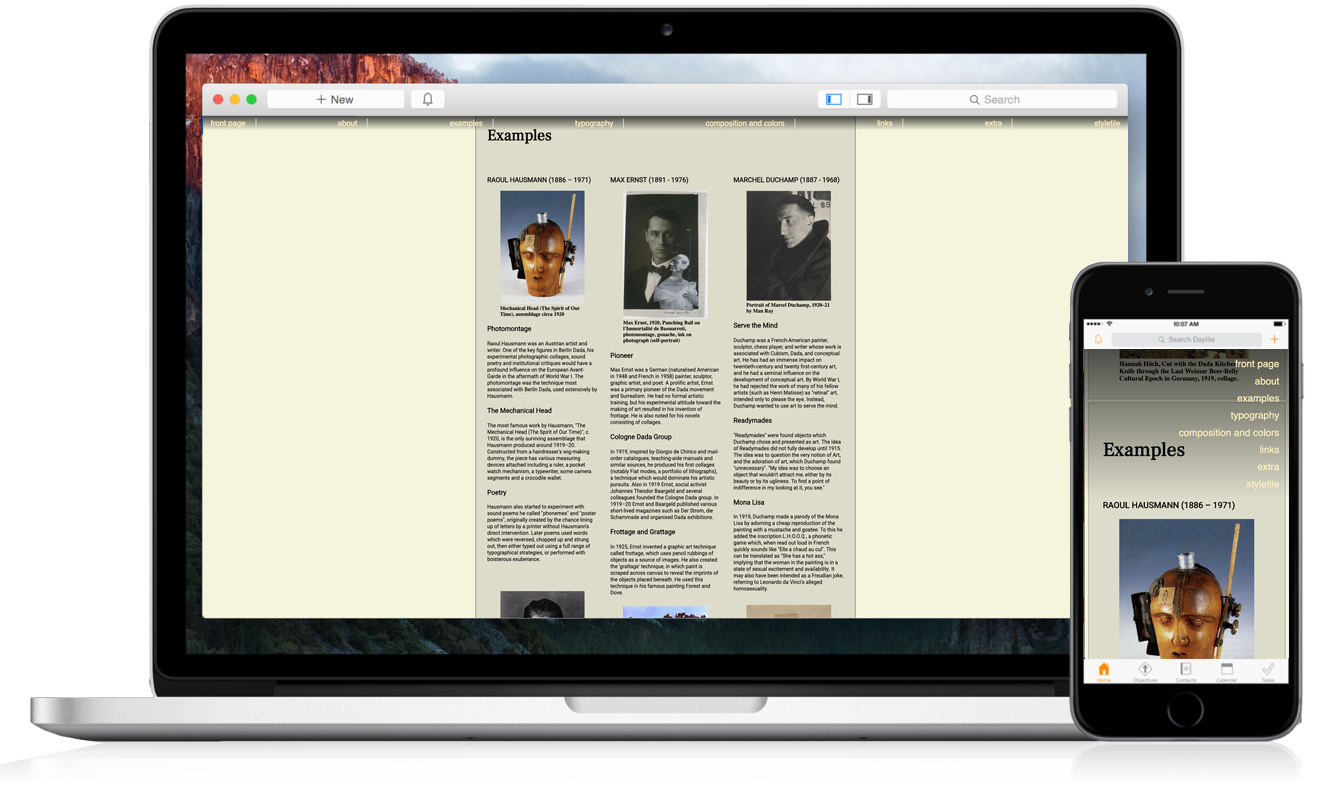 + New
Search
front page
about
examples
typography
composition and colors
links
extra
styletile
Examples
RAOUL HAUSMANN (1886 – 1971)
Mechanical Head (The Spirit of Our
Time), assemblage circa 1920
Photomontage
Raoul Hausmann was an Austrian artist and
writer. One of the key figures in Berlin Dada, his
experimental photographic collages, sound
poetry and institutional critiques would have a
profound influence on the European Avant-
Garde in the aftermath of World War I. The
photomontage was the technique most
associated with Berlin Dada, used extensively by
Hausmann.
The Mechanical Head
The most famous work by Hausmann, "The
Mechanical Head (The Spirit of Our Time)", c.
1920, is the only surviving assemblage that
Hausmann produced around 1919–20.
Constructed from a hairdresser's wig-making
dummy, the piece has various measuring
devices attached including a ruler, a pocket
watch mechanism, a typewriter, some camera
segments and a crocodile wallet.
Poetry
Hausmann also started to experiment with
sound poems he called "phonemes" and "poster
poems", originally created by the chance lining
up of letters by a printer without Hausmann's
direct intervention. Later poems used words
which were reversed, chopped up and strung
out, then either typed out using a full range of
typographical strategies, or performed with
boisterous exuberance.
MAX ERNST (1891 - 1976)
Max Ernst, 1920, Punching Ball ou
l'Immortalité de Buonarroti,
photomontage, gouache, ink on
photograph (self-portrait)
Pioneer
Max Ernst was a German (naturalised American
in 1948 and French in 1958) painter, sculptor,
graphic artist, and poet. A prolific artist, Ernst
was a primary pioneer of the Dada movement
and Surrealism. He had no formal artistic
training, but his experimental attitude toward the
making of art resulted in his invention of
frottage. He is also noted for his novels
consisting of collages.
Cologne Dada Group
In 1919, inspired by Giorgio de Chirico and mail-
order catalogues, teaching-aide manuals and
similar sources, he produced his first collages
(notably Fiat modes, a portfolio of lithographs),
a technique which would dominate his artistic
pursuits. Also in 1919 Ernst, social activist
Johannes Theodor Baargeld and several
colleagues founded the Cologne Dada group. In
1919–20 Ernst and Baargeld published various
short-lived magazines such as Der Strom, die
Schammade and organised Dada exhibitions.
Frottage and Grattage
In 1925, Ernst invented a graphic art technique
called frottage, which uses pencil rubbings of
objects as a source of images. He also created
the 'grattage' technique, in which paint is
scraped across canvas to reveal the imprints of
the objects placed beneath. He used this
technique in his famous painting Forest and
Dove.
MARCHEL DUCHAMP (1887 - 1968)
Portrait of Marcel Duchamp, 1920–21
by Man Ray
Serve the Mind
Duchamp was a French-American painter,
sculptor, chess player, and writer whose work is
associated with Cubism, Dada, and conceptual
art. He has had an immense impact on
twentieth-century and twenty first-century art,
and he had a seminal influence on the
development of conceptual art. By World War I,
he had rejected the work of many of his fellow
artists (such as Henri Matisse) as "retinal" art,
intended only to please the eye. Instead,
Duchamp wanted to use art to serve the mind.
Readymades
"Readymades" were found objects which
Duchamp chose and presented as art. The idea
of Readymades did not fully develop until 1915.
The idea was to question the very notion of Art,
and the adoration of art, which Duchamp found
"unnecessary". "My idea was to choose an
object that wouldn't attract me, either by its
beauty or by its ugliness. To find a point of
indifference in my looking at it, you see."
Mona Lisa
In 1919, Duchamp made a parody of the Mona
Lisa by adorning a cheap reproduction of the
painting with a mustache and goatee. To this he
added the inscription L.H.O.O.Q., a phonetic
game which, when read out loud in French
quickly sounds like "Elle a chaud au cul". This
can be translated as "She has a hot ass,"
implying that the woman in the painting is in a
state of sexual excitement and availability. It
may also have been intended as a Freudian joke,
referring to Leonardo da Vinci's alleged
homosexuality.
10:07 AM
Search Daylite
+
Hannah Höch, Cut with the Dada Kitchen
Knife through the Last Weimar Beer-Belly
Cultural Epoch in Germany, 1919, collage.
front page
about
examples
typography
composition and colors
links
extra
styletile
Examples
RAOUL HAUSMANN (1886 – 1971)
Home
Objectives
Contacts
Calendar
Tasks